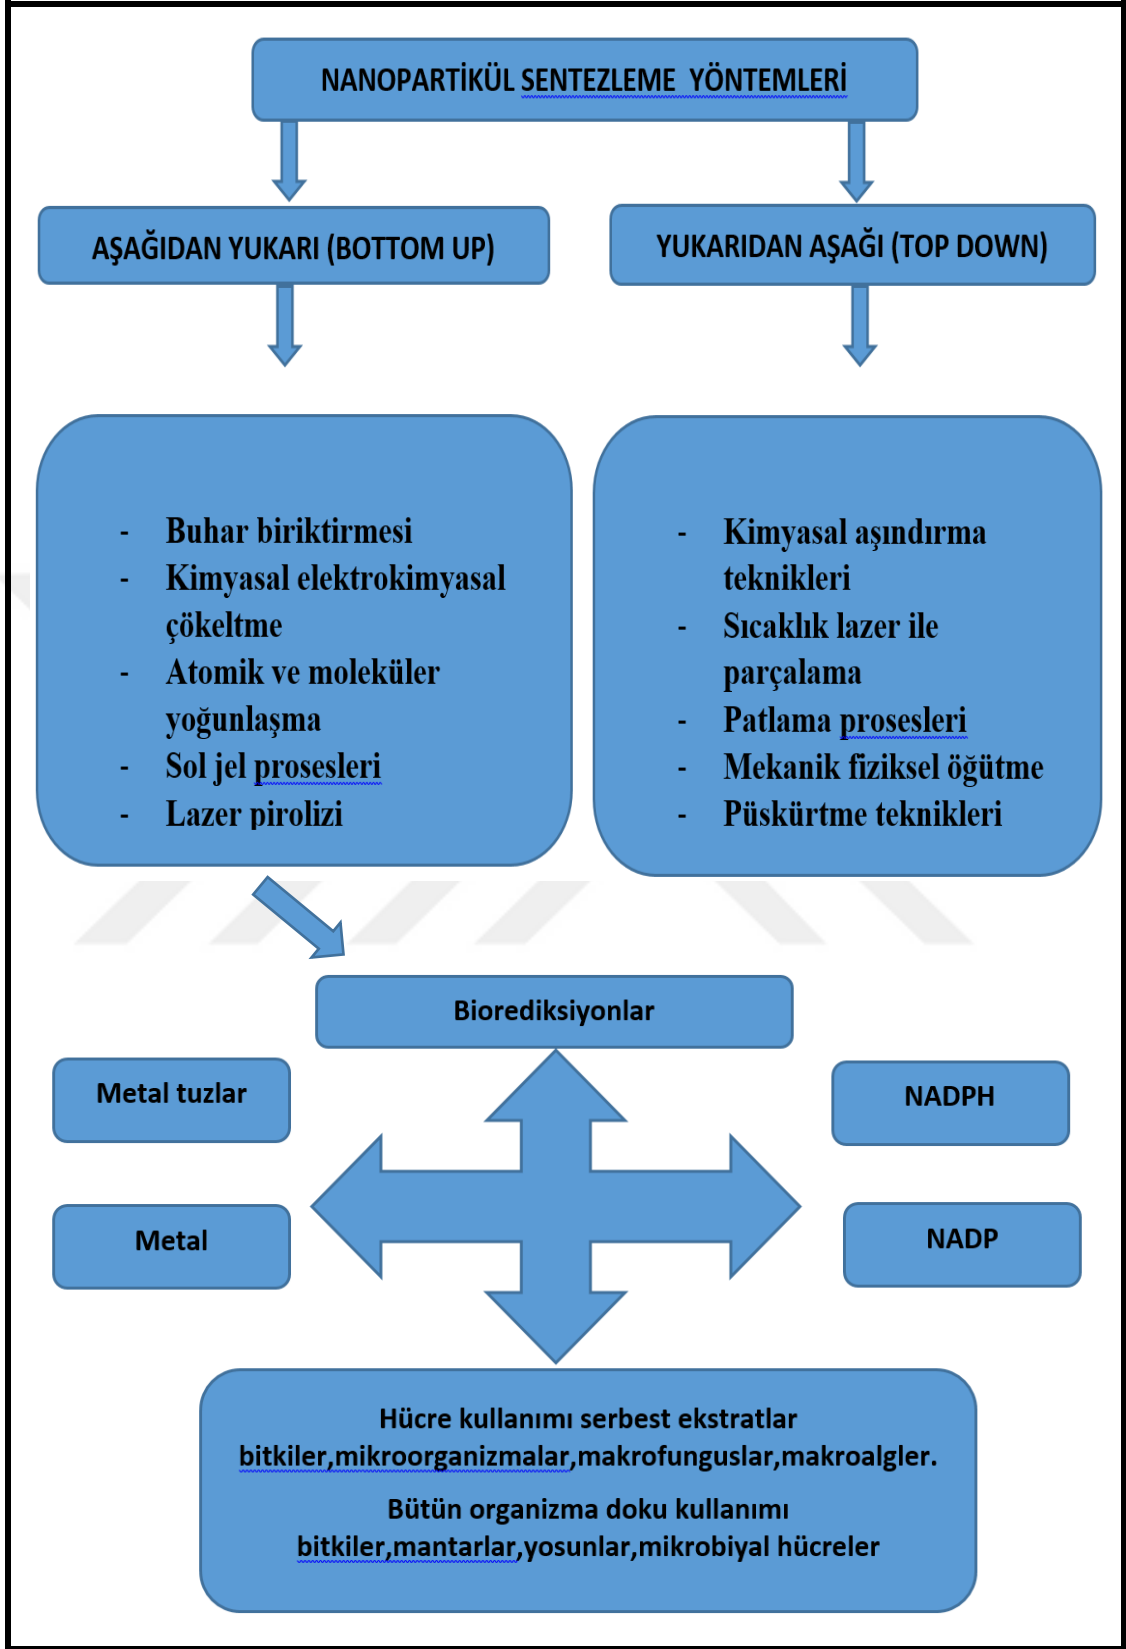 NANOPARTİKÜL SENTEZLEME YÖNTEMLERİ
AŞAĞIDAN YUKARI (BOTTOM UP)
YUKARIDAN AŞAĞI (TOP DOWN)
- Buhar biriktirmesi
- Kimyasal elektrokimyasal
çökeltme
- Atomik ve moleküler
yoğunlaşma
- Sol jel prosesleri
- Lazer pirolizi
- Kimyasal aşındırma
teknikleri
- Sıcaklık lazer ile
parçalama
- Patlama prosesleri
- Mekanik fiziksel öğütme
- Püskürtme teknikleri
Biorediksiyonlar
Metal tuzlar
NADPH
Metal
NADP
Hücre kullanımı serbest ekstratlar
bitkiler,mikroorganizmalar,makrofunguslar,makroalgler.
Bütün organizma doku kullanımı
bitkiler,mantarlar,yosunlar,mikrobiyal hücreler